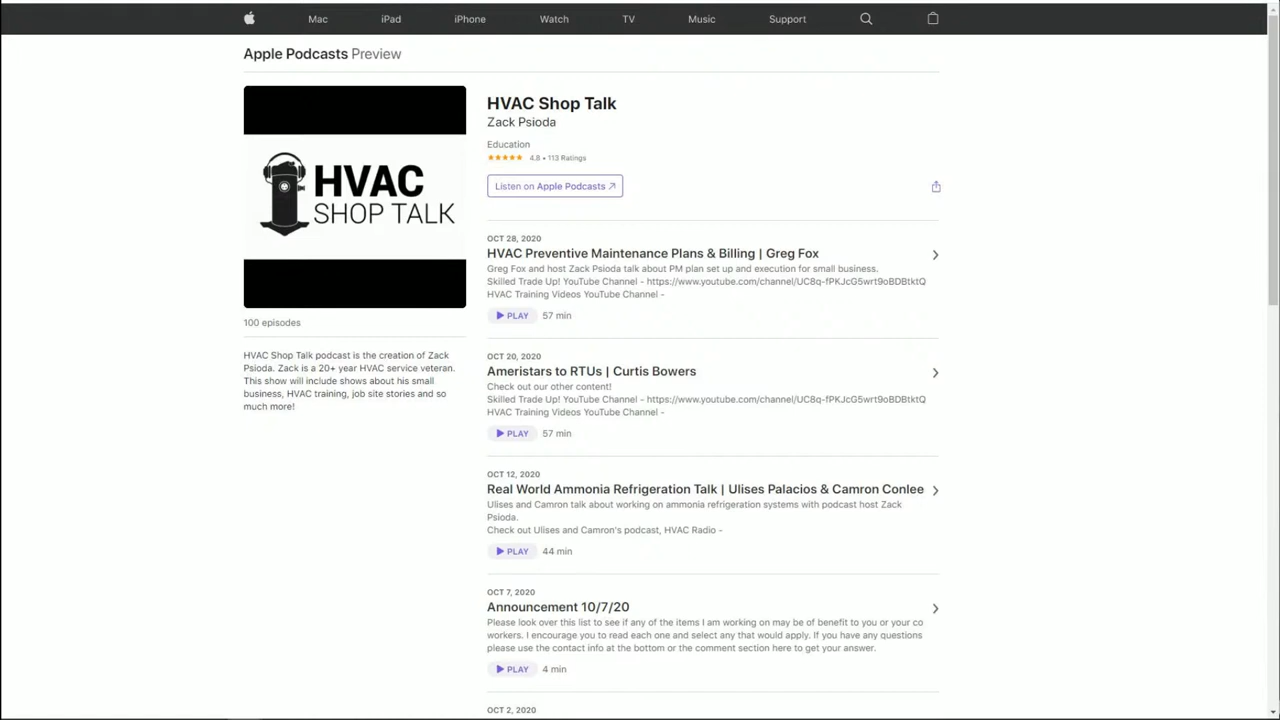 Mac iPad iPhone Watch TV Music Support
Apple Podcasts Preview
HVAC
SHOP TALK
100 episodes
HVAC Shop Talk podcast is the creation of Zack
Psioda. Zack is a 20+ year HVAC service veteran.
This show will include shows about his small
business, HVAC training, job site stories and so
much more!
HVAC Shop Talk
Zack Psioda
Education
4.8 • 113 Ratings
Listen on Apple Podcasts ↗
OCT 28, 2020
HVAC Preventive Maintenance Plans & Billing | Greg Fox
Greg Fox and host Zack Psioda talk about PM plan set up and execution for small business.
Skilled Trade Up! YouTube Channel - https://www.youtube.com/channel/UC8q-fPKJcG5wrt9oBDBtktQ
HVAC Training Videos YouTube Channel -
PLAY 57 min
OCT 20, 2020
Ameristars to RTUs | Curtis Bowers
Check out our other content!
Skilled Trade Up! YouTube Channel - https://www.youtube.com/channel/UC8q-fPKJcG5wrt9oBDBtktQ
HVAC Training Videos YouTube Channel -
PLAY 57 min
OCT 12, 2020
Real World Ammonia Refrigeration Talk | Ulises Palacios & Camron Conlee
Ulises and Camron talk about working on ammonia refrigeration systems with podcast host Zack
Psioda.
Check out Ulises and Camron's podcast, HVAC Radio -
PLAY 44 min
OCT 7, 2020
Announcement 10/7/20
Please look over this list to see if any of the items I am working on may be of benefit to you or your co
workers. I encourage you to read each one and select any that would apply. If you have any questions
please use the contact info at the bottom or the comment section here to get your answer.
PLAY 4 min
OCT 2, 2020